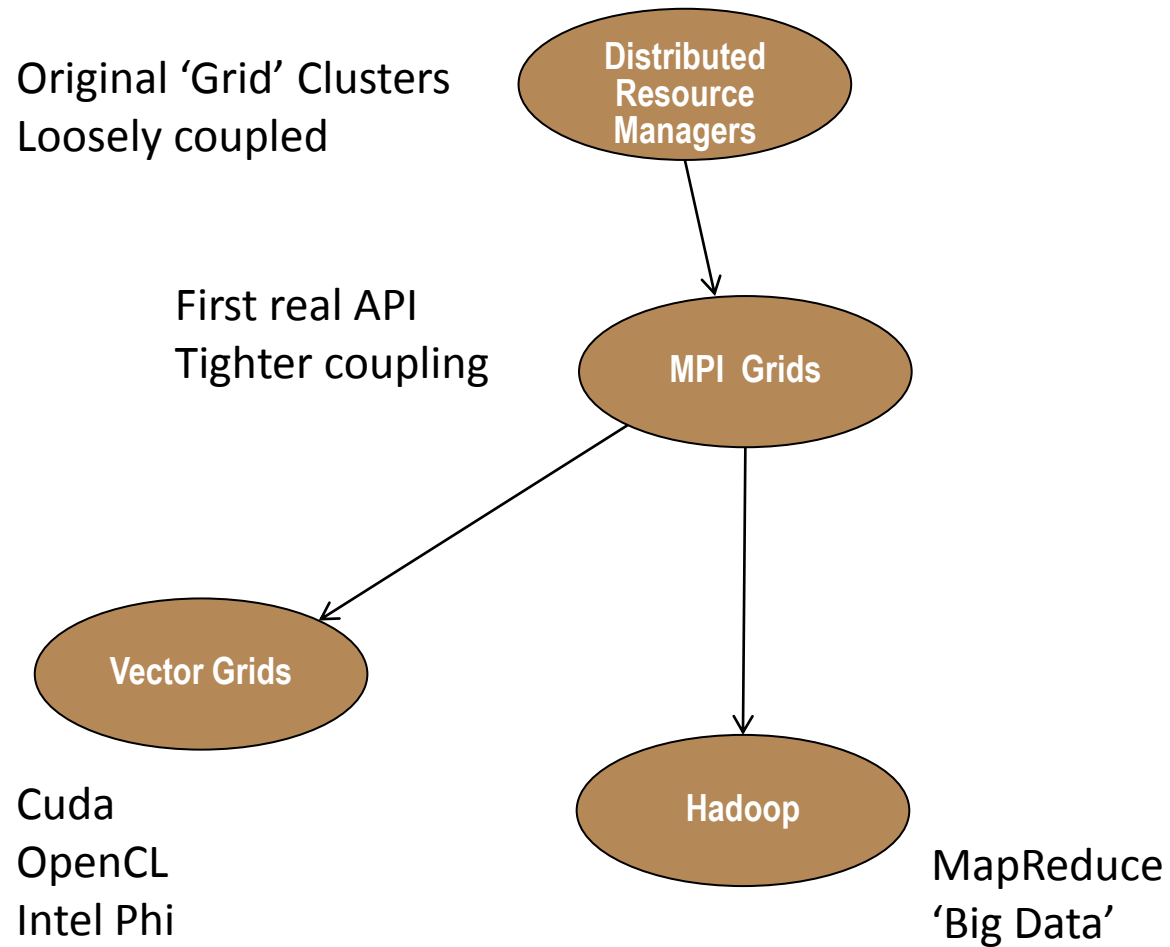 Original ‘Grid’ Clusters
Loosely coupled
Distributed
Resource
Managers
First real API
Tighter coupling
MPI Grids
Vector Grids
Cuda
OpenCL
Intel Phi
Hadoop
MapReduce
‘Big Data’